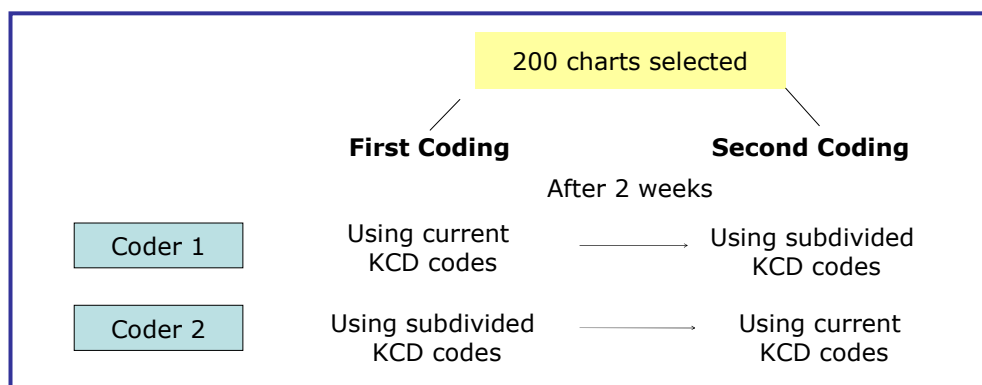 200 charts selected
First Coding
Second Coding
After 2 weeks
Coder 1
Using current
KCD codes
Using subdivided
KCD codes
Coder 2
Using subdivided
KCD codes
Using current
KCD codes